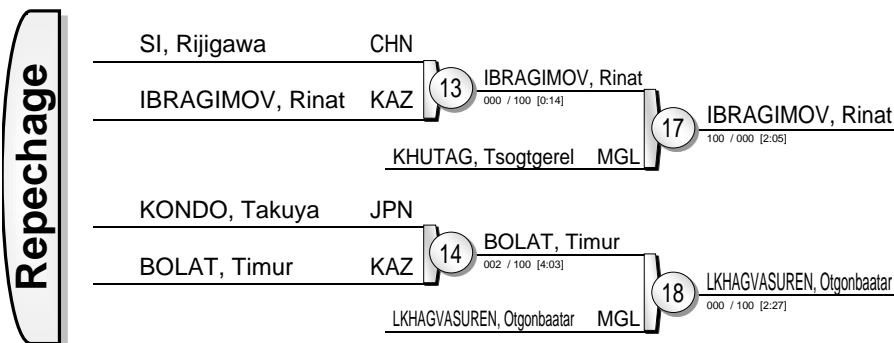 Repechage
SI, Rijigawa CHN
IBRAGIMOV, Rinat KAZ
13
IBRAGIMOV, Rinat
000 / 100 [0:14]
KHUTAG, Tsogtgerel MGL
17
IBRAGIMOV, Rinat
100 / 000 [2:05]
KONDO, Takuya JPN
BOLAT, Timur KAZ
14
BOLAT, Timur
002 / 100 [4:03]
LKHAGVASUREN, Otgonbaatar MGL
18
LKHAGVASUREN, Otgonbaatar
000 / 100 [2:27]